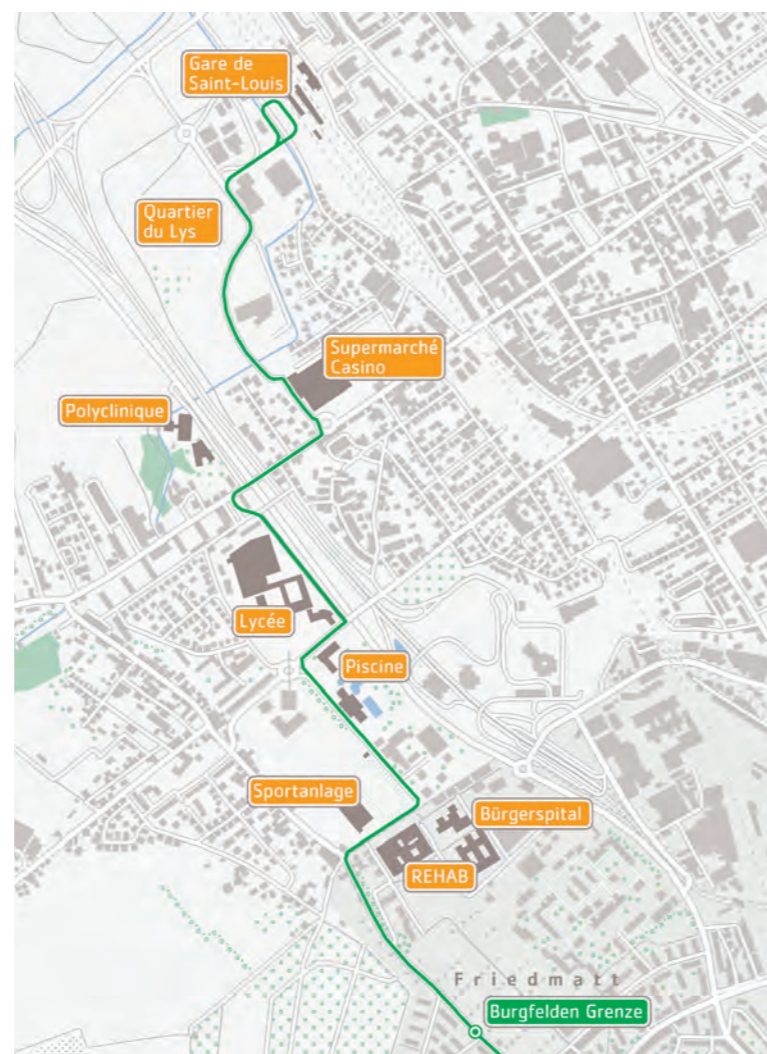 Gare de
Saint-Louis
Quartier
du Lys
Supermarché
Casino
Polyclinique
Lycée
Piscine
Sportanlage
Bürgerspital
REHAB
Friedmatt
Burgfelden Grenze